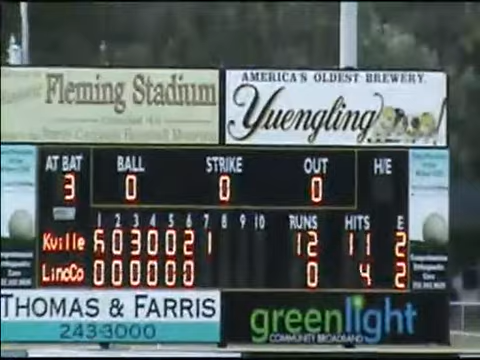 Fleming Stadium
AMERICA'S OLDEST BREWERY.
Yuengling
AT BAT BALL STRIKE OUT H/E
3 0 0 0
1 2 3 4 5 6 7 8 9 10 RUNS HITS E
Kville 6 0 3 0 0 2 1 12 11 2
LincCo 0 0 0 0 0 0 0 4 2
THOMAS & FARRIS
243-3000
greenlight
COMMUNITY BROADBAND